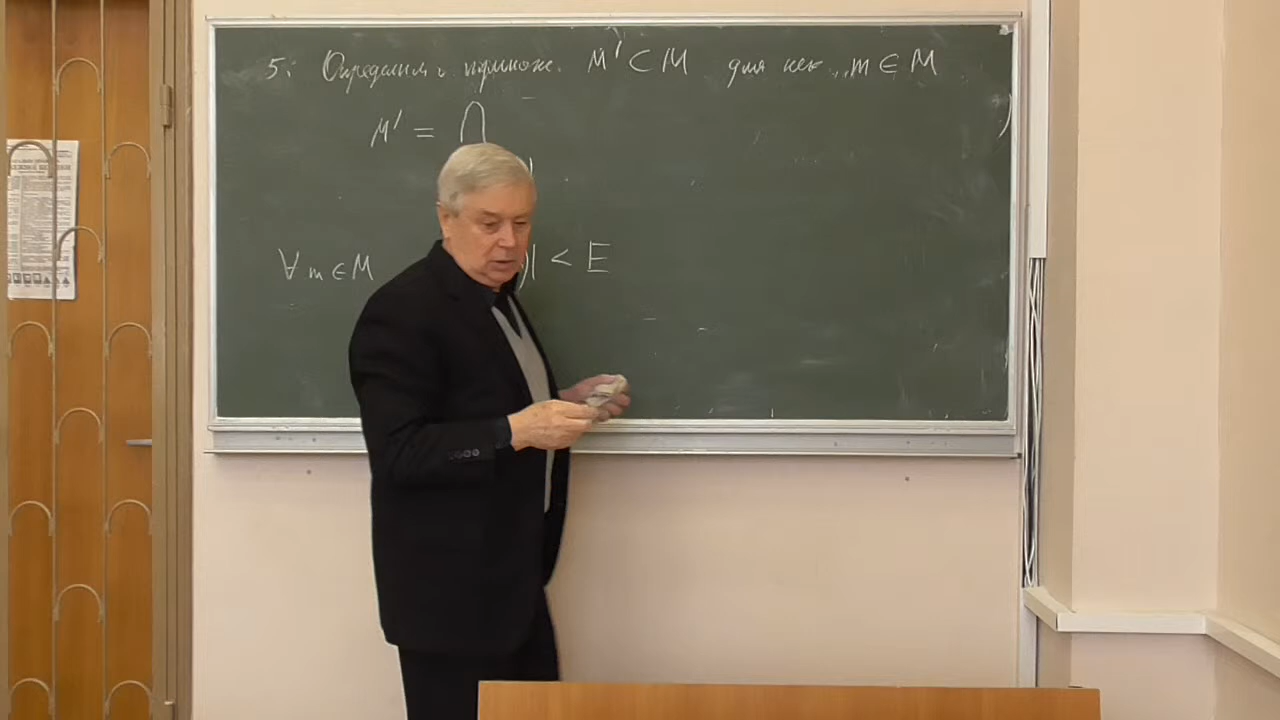 5: Определим подмнож. M' ⊂ M для нек. m ∈ M
M' = ⋂
∀ m ∈ M )| < E